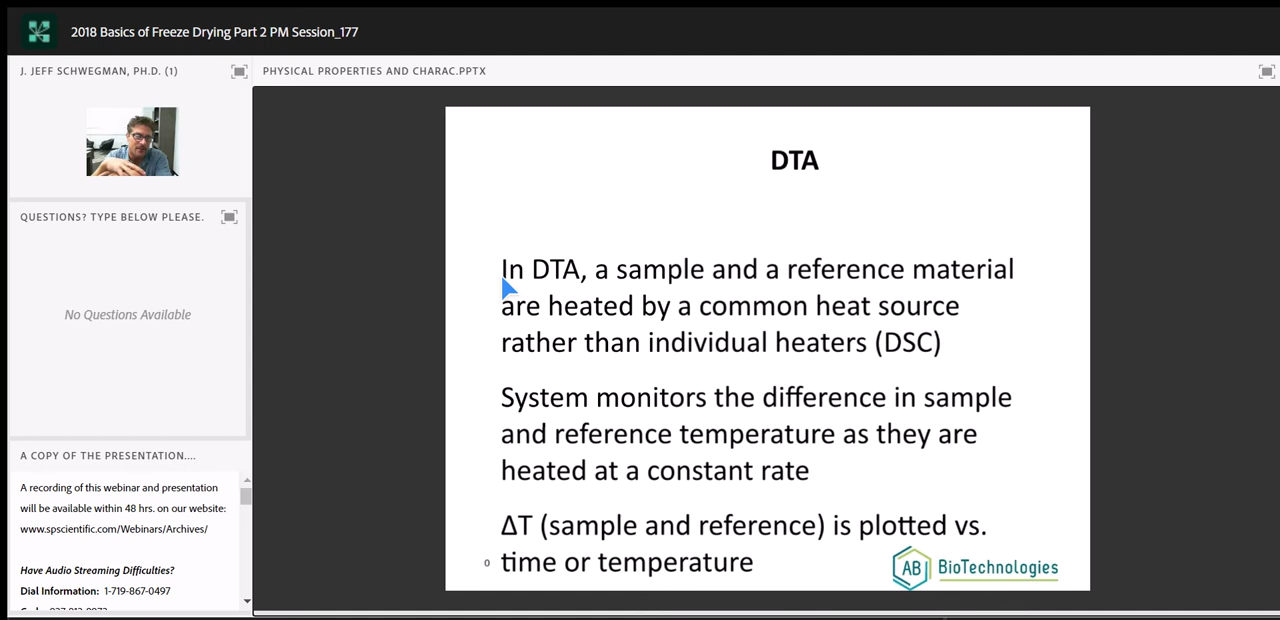 2018 Basics of Freeze Drying Part 2 PM Session_177
J. JEFF SCHWEGMAN, PH.D. (1)
PHYSICAL PROPERTIES AND CHARAC.PPTX
QUESTIONS? TYPE BELOW PLEASE.
No Questions Available
A COPY OF THE PRESENTATION....
A recording of this webinar and presentation
will be available within 48 hrs. on our website:
www.spscientific.com/Webinars/Archives/
Have Audio Streaming Difficulties?
Dial Information: 1-719-867-0497
DTA
In DTA, a sample and a reference material
are heated by a common heat source
rather than individual heaters (DSC)
System monitors the difference in sample
and reference temperature as they are
heated at a constant rate
ΔT (sample and reference) is plotted vs.
0 time or temperature
AB BioTechnologies